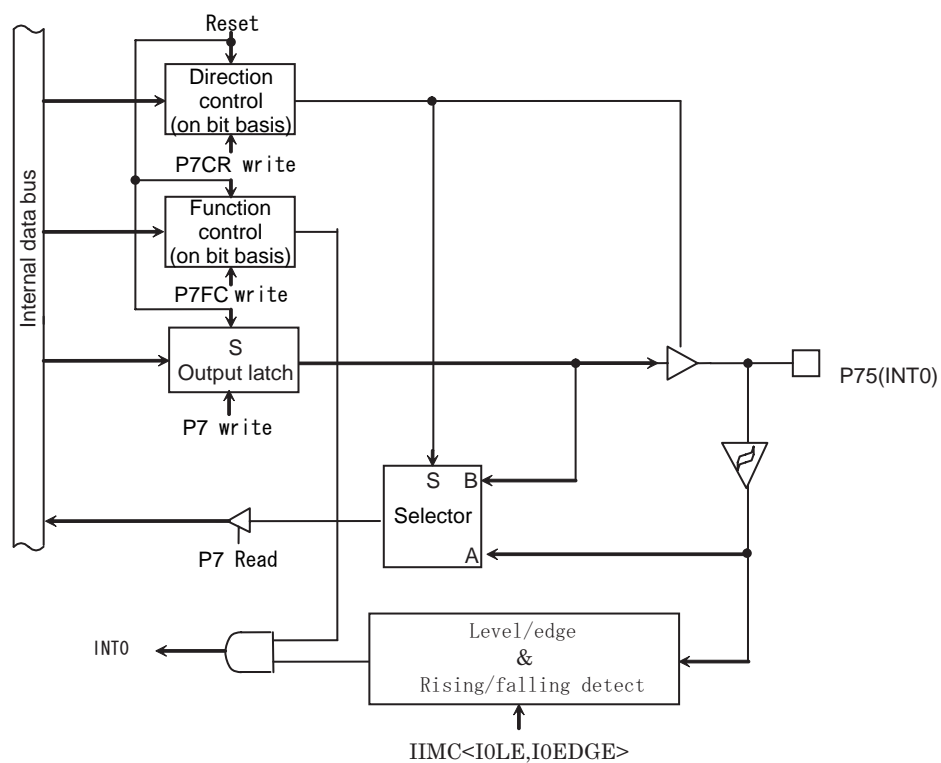 Reset
Internal data bus
Direction
control
(on bit basis)
P7CR write
Function
control
(on bit basis)
P7FC write
S
Output latch
P7 write
P75(INT0)
S
B
Selector
A
P7 Read
INT0
Level/edge
&
Rising/falling detect
IIMC<I0LE,I0EDGE>